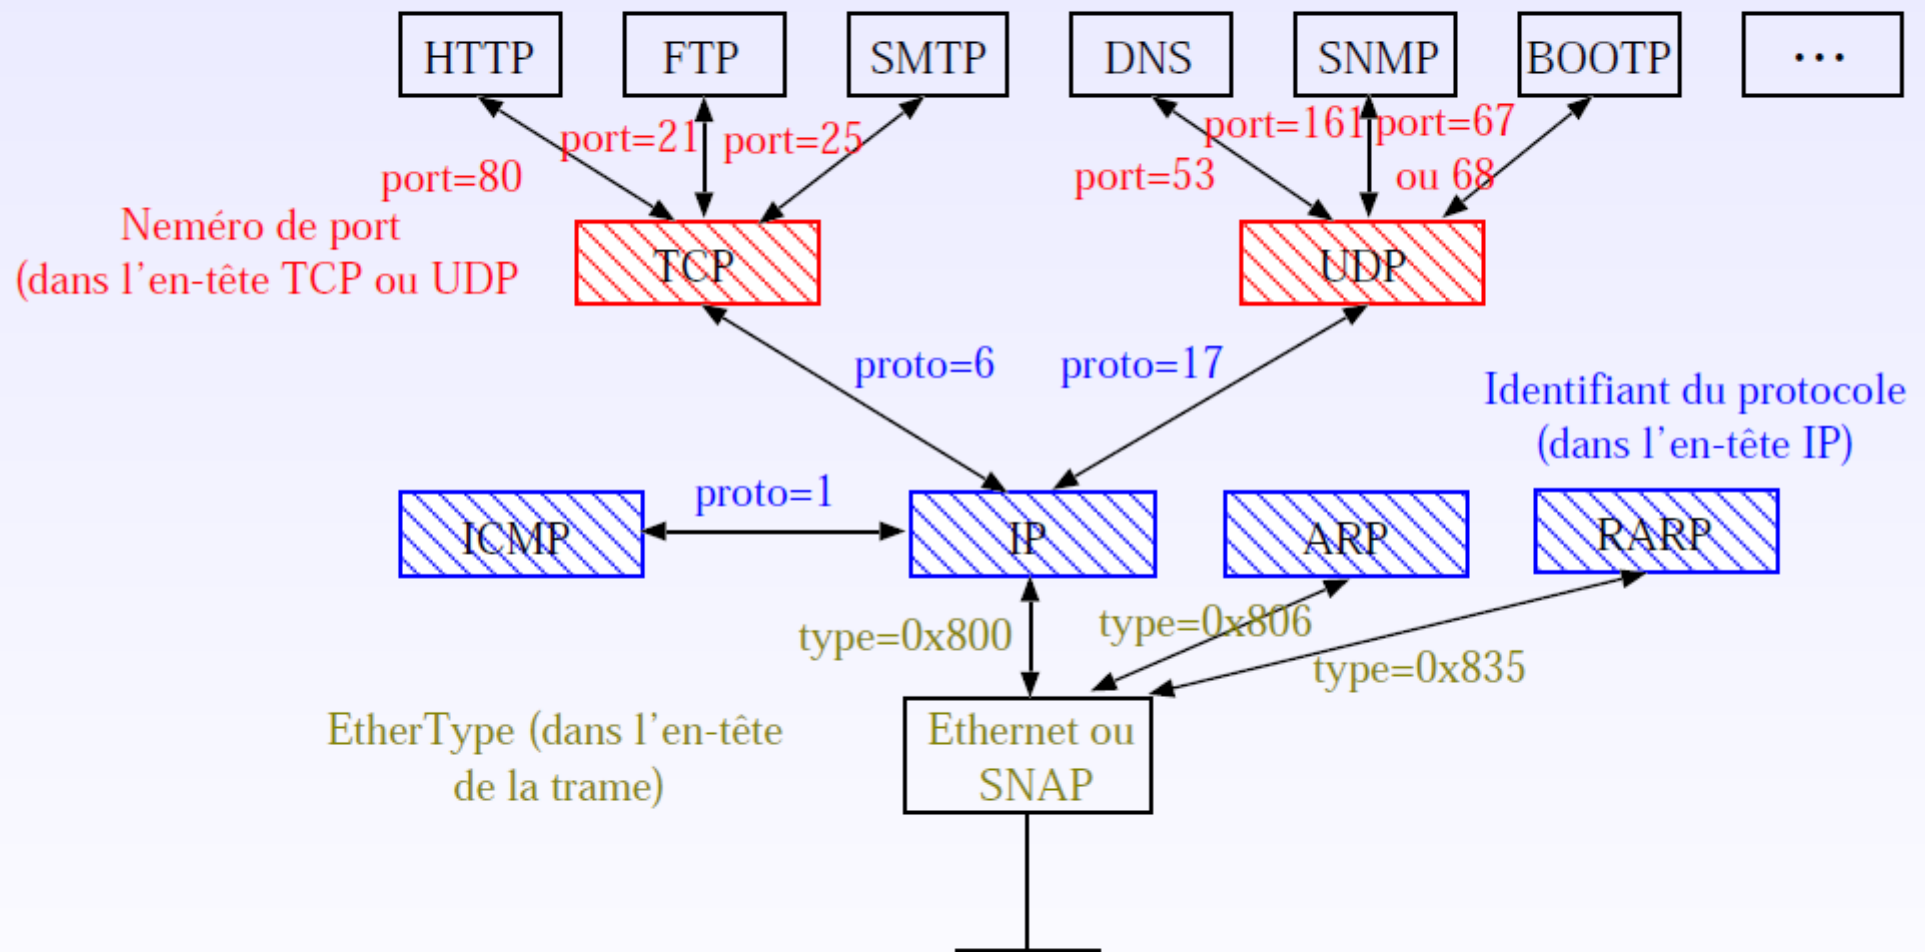 HTTP
FTP
SMTP
DNS
SNMP
BOOTP
...
port=21
port=25
port=161
port=67
port=80
port=53
ou 68
Neméro de port
(dans l'en-tête TCP ou UDP
TCP
UDP
proto=6
proto=17
Identifiant du protocole
(dans l'en-tête IP)
proto=1
ICMP
IP
ARP
RARP
type=0x800
type=0x806
type=0x835
EtherType (dans l'en-tête
de la trame)
Ethernet ou
SNAP